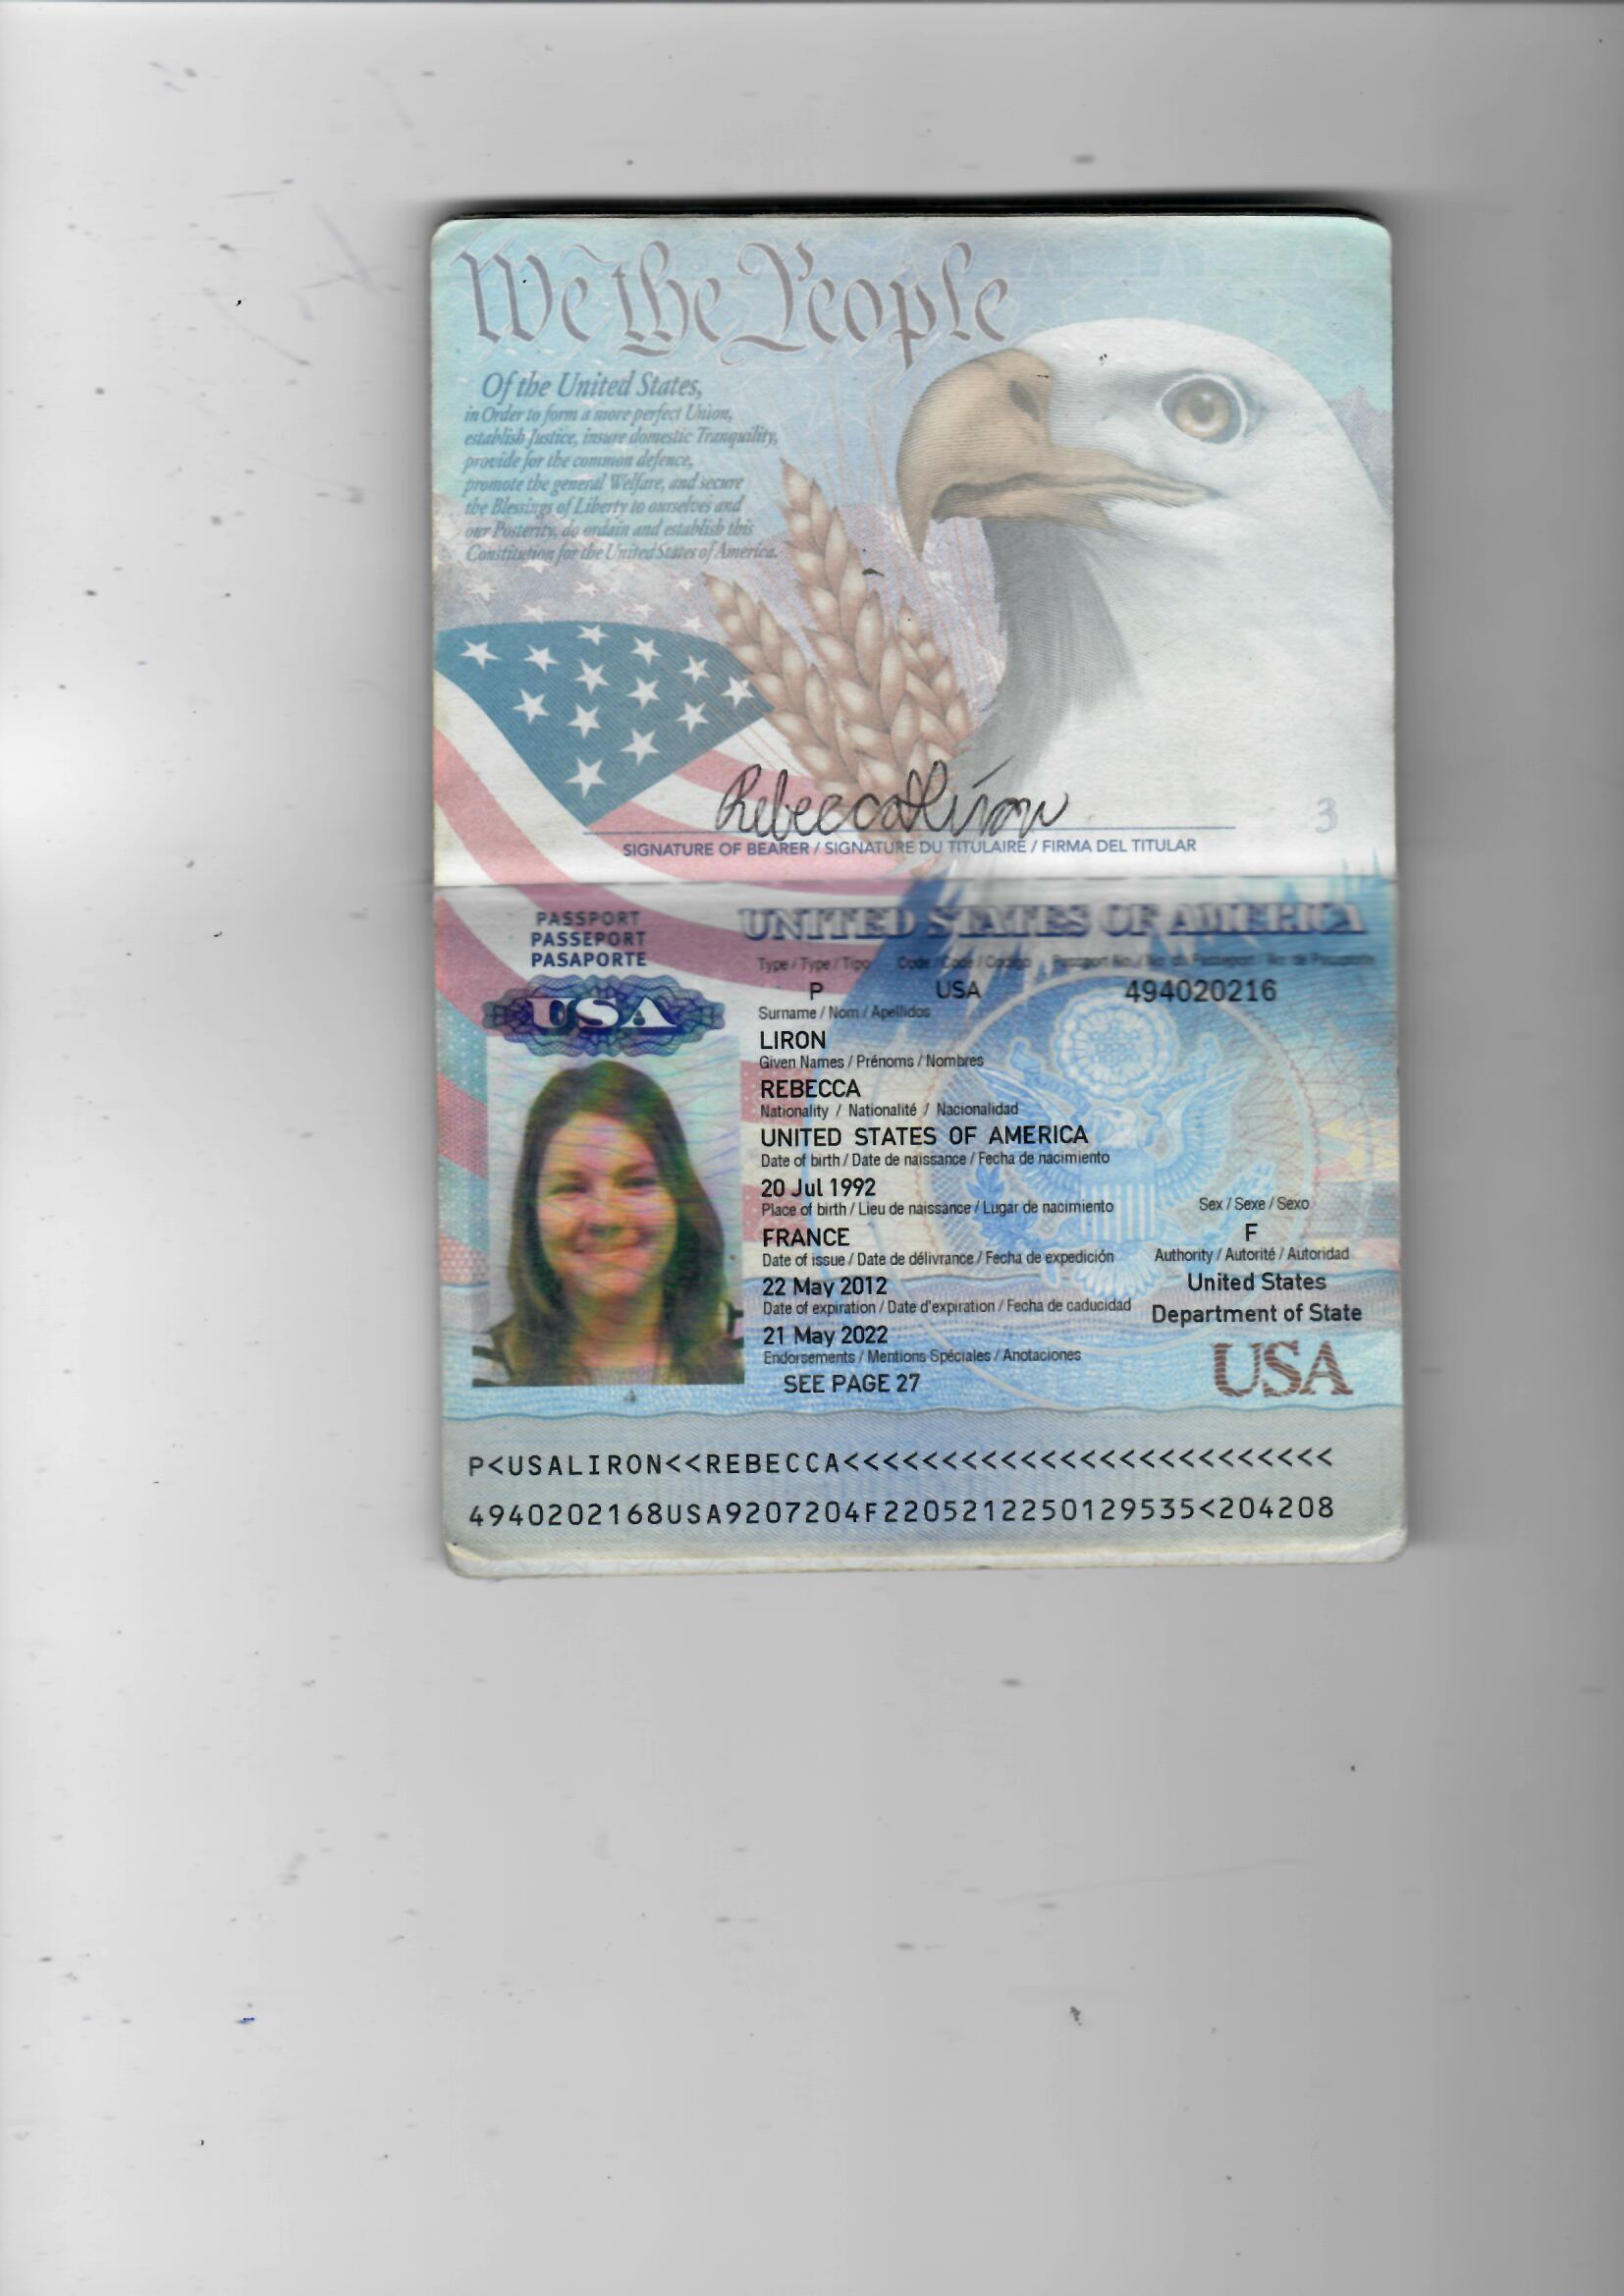 We the People
Of the United States,
in Order to form a more perfect Union,
establish Justice, insure domestic Tranquility,
provide for the common defence,
promote the general Welfare, and secure
the Blessings of Liberty to ourselves and
our Posterity, do ordain and establish this
Constitution for the United States of America.
Rebecca Liron
3
SIGNATURE OF BEARER / SIGNATURE DU TITULAIRE / FIRMA DEL TITULAR
PASSPORT
PASSEPORT
PASAPORTE
USA
UNITED STATES OF AMERICA
Type / Type / Tipo Code / Code / Codigo Passport No. / No. du Passeport / No. de Pasaporte
P USA 494020216
Surname / Nom / Apellidos
LIRON
Given Names / Prénoms / Nombres
REBECCA
Nationality / Nationalité / Nacionalidad
UNITED STATES OF AMERICA
Date of birth / Date de naissance / Fecha de nacimiento
20 Jul 1992
Place of birth / Lieu de naissance / Lugar de nacimiento Sex / Sexe / Sexo
FRANCE F
Date of issue / Date de délivrance / Fecha de expedición Authority / Autorité / Autoridad
22 May 2012 United States
Date of expiration / Date d'expiration / Fecha de caducidad Department of State
21 May 2022
Endorsements / Mentions Spéciales / Anotaciones
SEE PAGE 27
USA
P<USALIRON<<REBECCA<<<<<<<<<<<<<<<<<<<<<<<<<
4940202168USA9207204F2205212250129535<204208